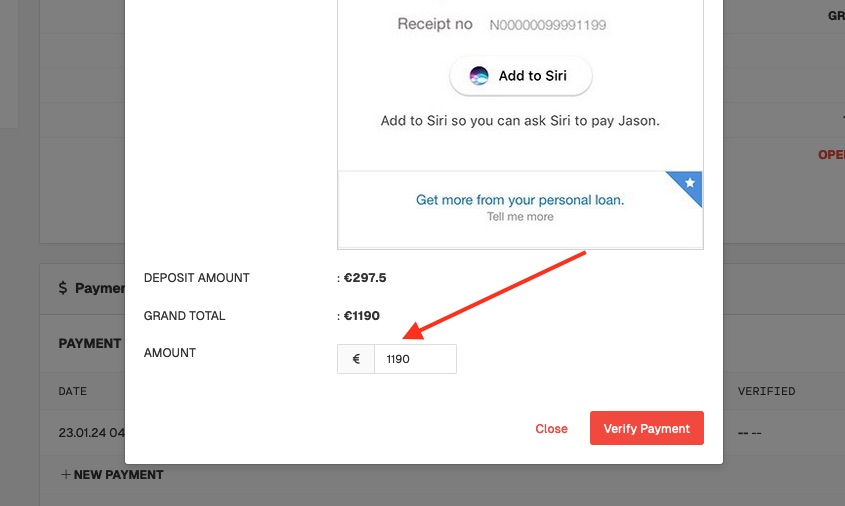 GR
Receipt no N00000099991199
Add to Siri
Add to Siri so you can ask Siri to pay Jason.
OPE
Get more from your personal loan.
Tell me more
DEPOSIT AMOUNT : €297.5
$ Paymer
GRAND TOTAL : €1190
PAYMENT
AMOUNT € 1190
DATE VERIFIED
Close Verify Payment
23.01.24 04 -- --
+ NEW PAYMENT